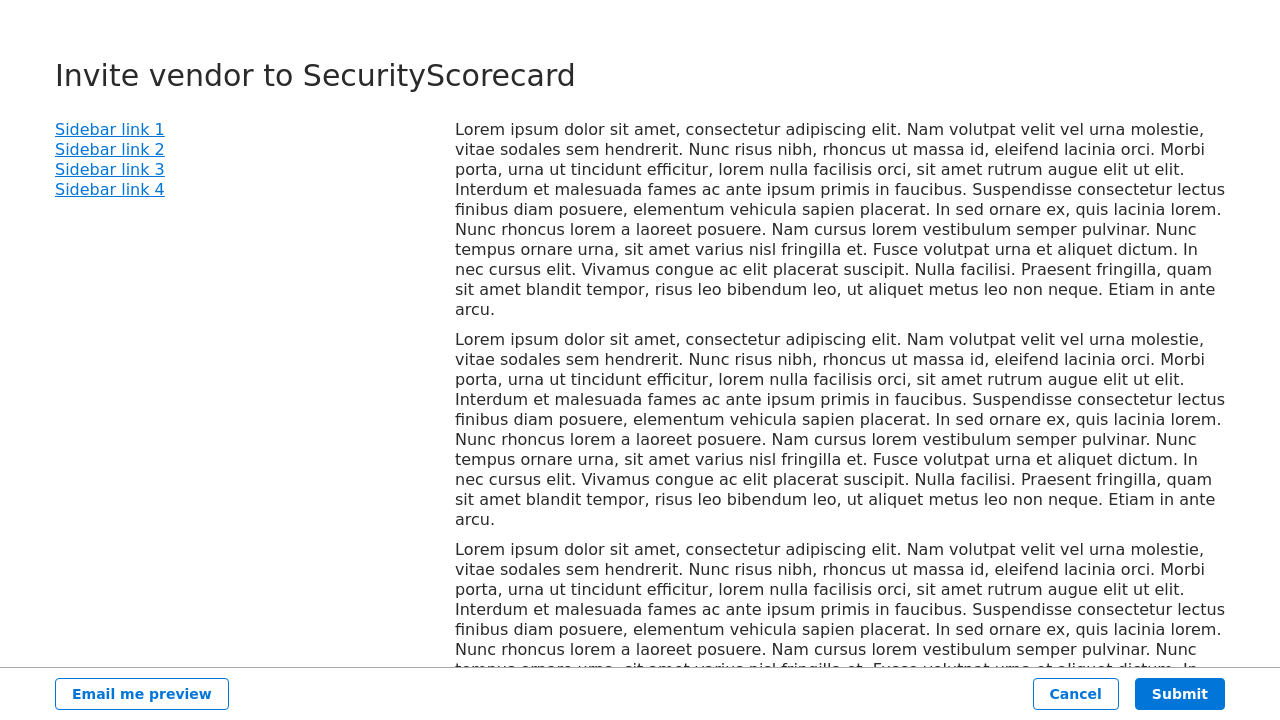 Invite vendor to SecurityScorecard
Sidebar link 1
Sidebar link 2
Sidebar link 3
Sidebar link 4
Lorem ipsum dolor sit amet, consectetur adipiscing elit. Nam volutpat velit vel urna molestie,
vitae sodales sem hendrerit. Nunc risus nibh, rhoncus ut massa id, eleifend lacinia orci. Morbi
porta, urna ut tincidunt efficitur, lorem nulla facilisis orci, sit amet rutrum augue elit ut elit.
Interdum et malesuada fames ac ante ipsum primis in faucibus. Suspendisse consectetur lectus
finibus diam posuere, elementum vehicula sapien placerat. In sed ornare ex, quis lacinia lorem.
Nunc rhoncus lorem a laoreet posuere. Nam cursus lorem vestibulum semper pulvinar. Nunc
tempus ornare urna, sit amet varius nisl fringilla et. Fusce volutpat urna et aliquet dictum. In
nec cursus elit. Vivamus congue ac elit placerat suscipit. Nulla facilisi. Praesent fringilla, quam
sit amet blandit tempor, risus leo bibendum leo, ut aliquet metus leo non neque. Etiam in ante
arcu.
Lorem ipsum dolor sit amet, consectetur adipiscing elit. Nam volutpat velit vel urna molestie,
vitae sodales sem hendrerit. Nunc risus nibh, rhoncus ut massa id, eleifend lacinia orci. Morbi
porta, urna ut tincidunt efficitur, lorem nulla facilisis orci, sit amet rutrum augue elit ut elit.
Interdum et malesuada fames ac ante ipsum primis in faucibus. Suspendisse consectetur lectus
finibus diam posuere, elementum vehicula sapien placerat. In sed ornare ex, quis lacinia lorem.
Nunc rhoncus lorem a laoreet posuere. Nam cursus lorem vestibulum semper pulvinar. Nunc
tempus ornare urna, sit amet varius nisl fringilla et. Fusce volutpat urna et aliquet dictum. In
nec cursus elit. Vivamus congue ac elit placerat suscipit. Nulla facilisi. Praesent fringilla, quam
sit amet blandit tempor, risus leo bibendum leo, ut aliquet metus leo non neque. Etiam in ante
arcu.
Lorem ipsum dolor sit amet, consectetur adipiscing elit. Nam volutpat velit vel urna molestie,
vitae sodales sem hendrerit. Nunc risus nibh, rhoncus ut massa id, eleifend lacinia orci. Morbi
porta, urna ut tincidunt efficitur, lorem nulla facilisis orci, sit amet rutrum augue elit ut elit.
Interdum et malesuada fames ac ante ipsum primis in faucibus. Suspendisse consectetur lectus
finibus diam posuere, elementum vehicula sapien placerat. In sed ornare ex, quis lacinia lorem.
Nunc rhoncus lorem a laoreet posuere. Nam cursus lorem vestibulum semper pulvinar. Nunc
Email me preview
Cancel
Submit